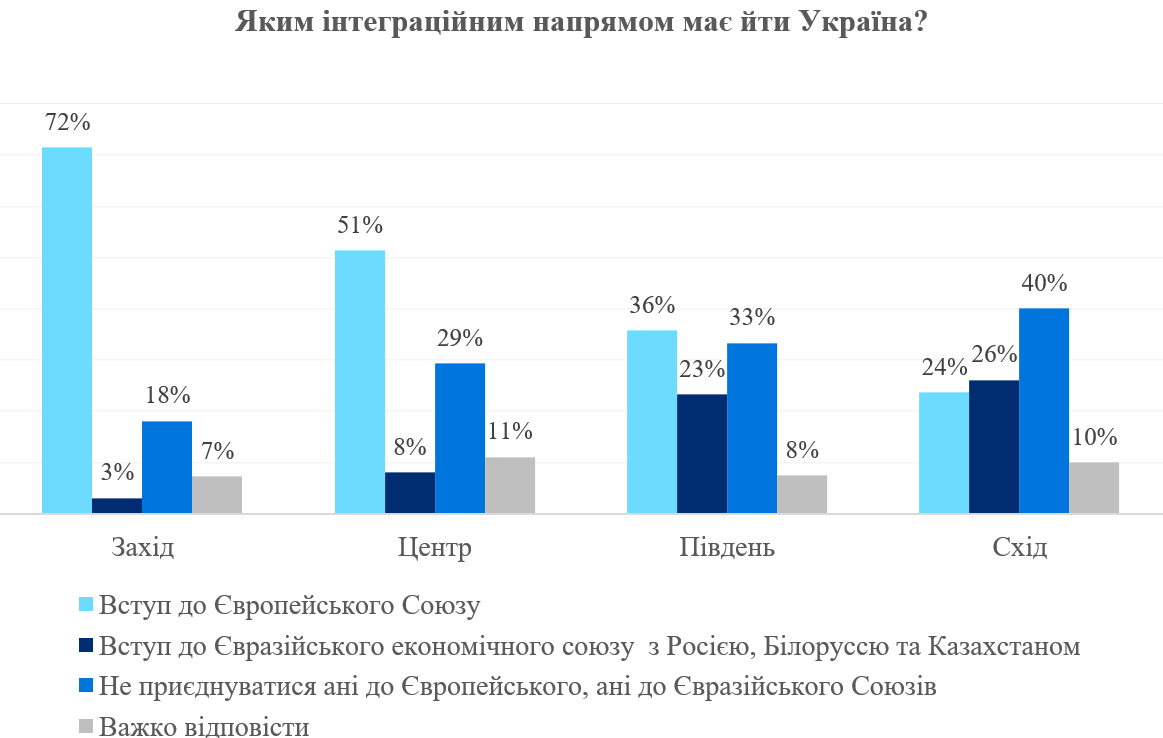 Яким інтеграційним напрямом має йти Україна?
72%
3%
18%
7%
51%
8%
29%
11%
36%
23%
33%
8%
24%
26%
40%
10%
Захід
Центр
Південь
Схід
Вступ до Європейського Союзу
Вступ до Євразійського економічного союзу з Росією, Білоруссю та Казахстаном
Не приєднуватися ані до Європейського, ані до Євразійського Союзів
Важко відповісти